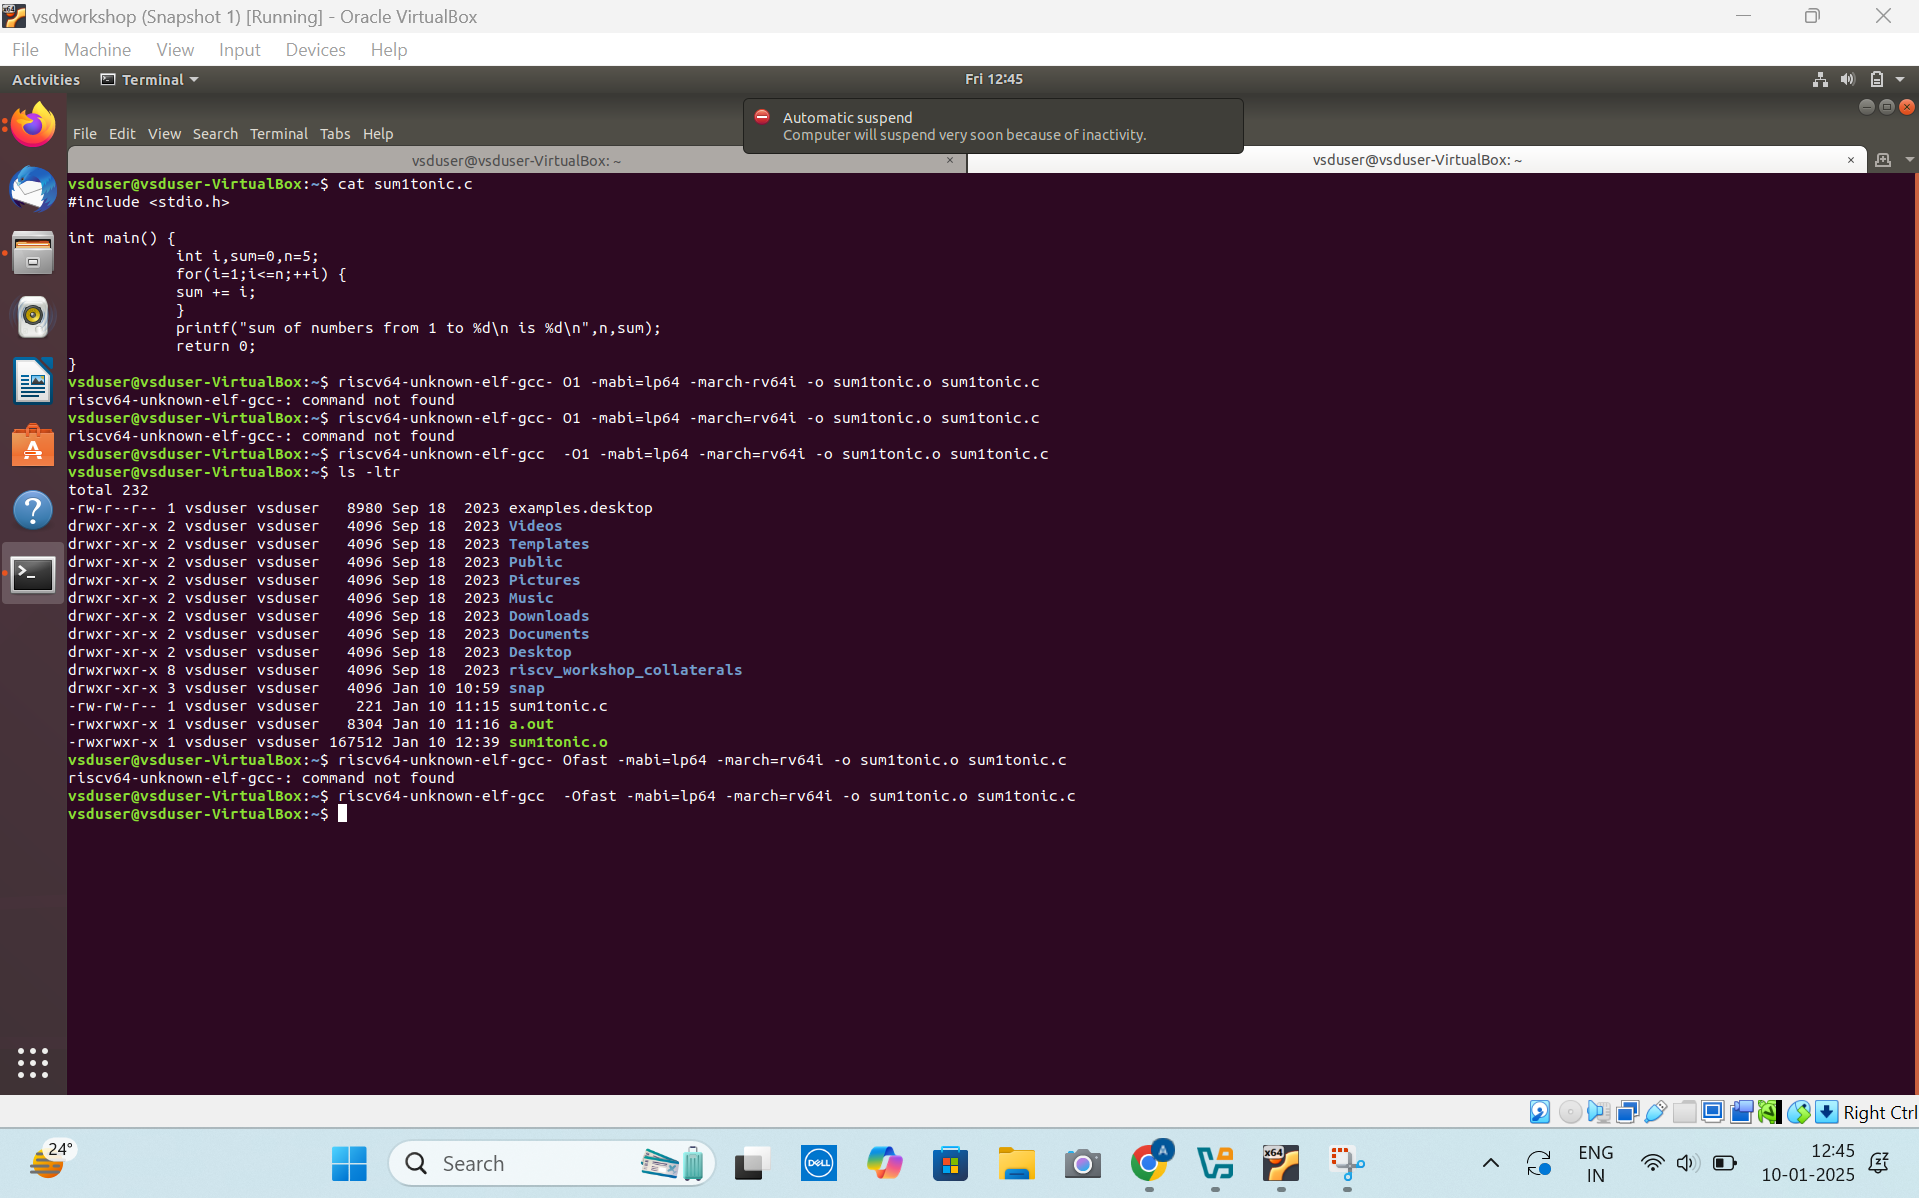 vsdworkshop (Snapshot 1) [Running] - Oracle VirtualBox
File Machine View Input Devices Help
Activities Terminal Fri 12:45
Automatic suspend
Computer will suspend very soon because of inactivity.
File Edit View Search Terminal Tabs Help
vsduser@vsduser-VirtualBox: ~ × vsduser@vsduser-VirtualBox: ~ ×
vsduser@vsduser-VirtualBox:~$ cat sum1tonic.c
#include <stdio.h>
int main() {
int i,sum=0,n=5;
for(i=1;i<=n;++i) {
sum += i;
}
printf("sum of numbers from 1 to %d\n is %d\n",n,sum);
return 0;
}
vsduser@vsduser-VirtualBox:~$ riscv64-unknown-elf-gcc- O1 -mabi=lp64 -march-rv64i -o sum1tonic.o sum1tonic.c
riscv64-unknown-elf-gcc-: command not found
vsduser@vsduser-VirtualBox:~$ riscv64-unknown-elf-gcc- O1 -mabi=lp64 -march=rv64i -o sum1tonic.o sum1tonic.c
riscv64-unknown-elf-gcc-: command not found
vsduser@vsduser-VirtualBox:~$ riscv64-unknown-elf-gcc  -O1 -mabi=lp64 -march=rv64i -o sum1tonic.o sum1tonic.c
vsduser@vsduser-VirtualBox:~$ ls -ltr
total 232
-rw-r--r-- 1 vsduser vsduser   8980 Sep 18  2023 examples.desktop
drwxr-xr-x 2 vsduser vsduser   4096 Sep 18  2023 Videos
drwxr-xr-x 2 vsduser vsduser   4096 Sep 18  2023 Templates
drwxr-xr-x 2 vsduser vsduser   4096 Sep 18  2023 Public
drwxr-xr-x 2 vsduser vsduser   4096 Sep 18  2023 Pictures
drwxr-xr-x 2 vsduser vsduser   4096 Sep 18  2023 Music
drwxr-xr-x 2 vsduser vsduser   4096 Sep 18  2023 Downloads
drwxr-xr-x 2 vsduser vsduser   4096 Sep 18  2023 Documents
drwxr-xr-x 2 vsduser vsduser   4096 Sep 18  2023 Desktop
drwxrwxr-x 8 vsduser vsduser   4096 Sep 18  2023 riscv_workshop_collaterals
drwxr-xr-x 3 vsduser vsduser   4096 Jan 10 10:59 snap
-rw-rw-r-- 1 vsduser vsduser    221 Jan 10 11:15 sum1tonic.c
-rwxrwxr-x 1 vsduser vsduser   8304 Jan 10 11:16 a.out
-rwxrwxr-x 1 vsduser vsduser 167512 Jan 10 12:39 sum1tonic.o
vsduser@vsduser-VirtualBox:~$ riscv64-unknown-elf-gcc- Ofast -mabi=lp64 -march=rv64i -o sum1tonic.o sum1tonic.c
riscv64-unknown-elf-gcc-: command not found
vsduser@vsduser-VirtualBox:~$ riscv64-unknown-elf-gcc  -Ofast -mabi=lp64 -march=rv64i -o sum1tonic.o sum1tonic.c
vsduser@vsduser-VirtualBox:~$
Right Ctrl
24°
Search
DELL
A
x64
ENG
IN
12:45
10-01-2025